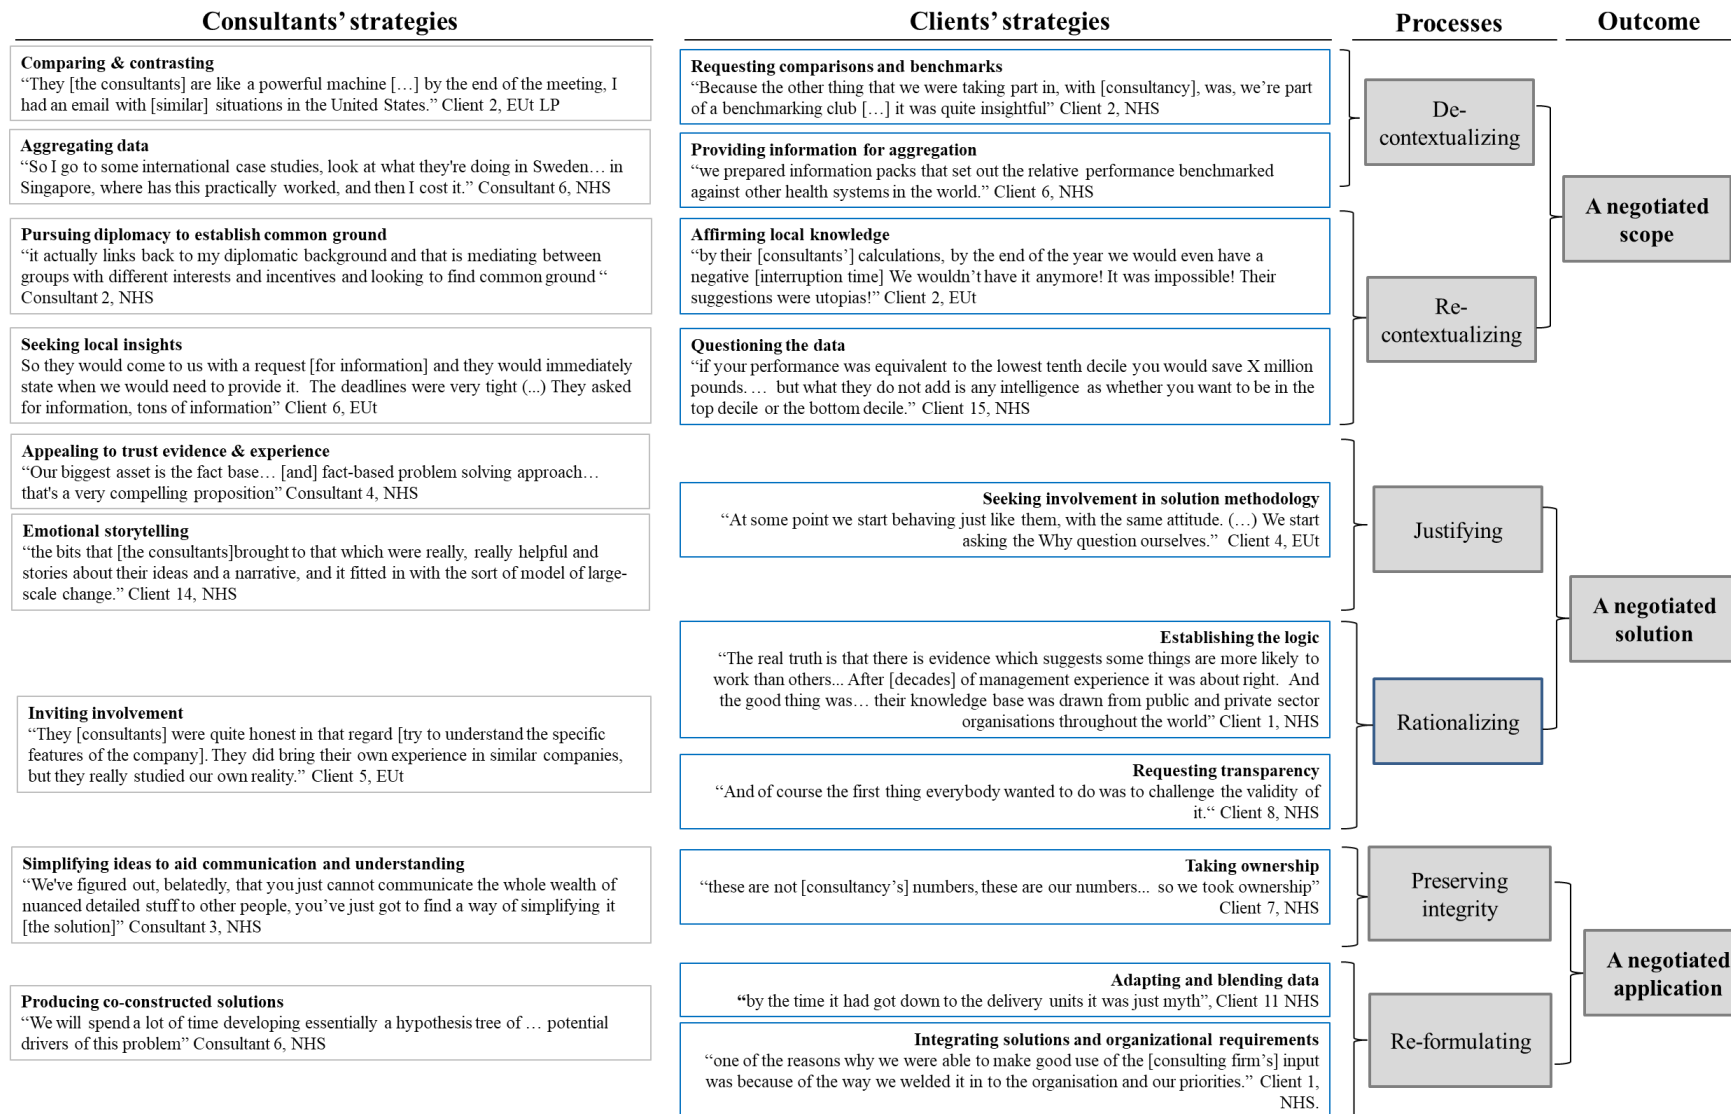 Consultants’ strategies
Clients’ strategies
Processes
Outcome
Comparing & contrasting
“They [the consultants] are like a powerful machine […] by the end of the meeting, I
had an email with [similar] situations in the United States.” Client 2, EUt LP
Aggregating data
“So I go to some international case studies, look at what they're doing in Sweden… in
Singapore, where has this practically worked, and then I cost it.” Consultant 6, NHS
Pursuing diplomacy to establish common ground
“it actually links back to my diplomatic background and that is mediating between
groups with different interests and incentives and looking to find common ground “
Consultant 2, NHS
Seeking local insights
So they would come to us with a request [for information] and they would immediately
state when we would need to provide it. The deadlines were very tight (...) They asked
for information, tons of information” Client 6, EUt
Appealing to trust evidence & experience
“Our biggest asset is the fact base… [and] fact-based problem solving approach…
that's a very compelling proposition” Consultant 4, NHS
Emotional storytelling
“the bits that [the consultants]brought to that which were really, really helpful and
stories about their ideas and a narrative, and it fitted in with the sort of model of large-
scale change.” Client 14, NHS
Inviting involvement
“They [consultants] were quite honest in that regard [try to understand the specific
features of the company]. They did bring their own experience in similar companies,
but they really studied our own reality.” Client 5, EUt
Simplifying ideas to aid communication and understanding
“We've figured out, belatedly, that you just cannot communicate the whole wealth of
nuanced detailed stuff to other people, you’ve just got to find a way of simplifying it
[the solution]” Consultant 3, NHS
Producing co-constructed solutions
“We will spend a lot of time developing essentially a hypothesis tree of … potential
drivers of this problem” Consultant 6, NHS
Requesting comparisons and benchmarks
“Because the other thing that we were taking part in, with [consultancy], was, we’re part
of a benchmarking club […] it was quite insightful” Client 2, NHS
Providing information for aggregation
“we prepared information packs that set out the relative performance benchmarked
against other health systems in the world.” Client 6, NHS
Affirming local knowledge
“by their [consultants’] calculations, by the end of the year we would even have a
negative [interruption time] We wouldn’t have it anymore! It was impossible! Their
suggestions were utopias!” Client 2, EUt
Questioning the data
“if your performance was equivalent to the lowest tenth decile you would save X million
pounds. … but what they do not add is any intelligence as whether you want to be in the
top decile or the bottom decile.” Client 15, NHS
Seeking involvement in solution methodology
“At some point we start behaving just like them, with the same attitude. (…) We start
asking the Why question ourselves.” Client 4, EUt
Establishing the logic
“The real truth is that there is evidence which suggests some things are more likely to
work than others... After [decades] of management experience it was about right. And
the good thing was… their knowledge base was drawn from public and private sector
organisations throughout the world” Client 1, NHS
Requesting transparency
“And of course the first thing everybody wanted to do was to challenge the validity of
it.“ Client 8, NHS
Taking ownership
“these are not [consultancy’s] numbers, these are our numbers... so we took ownership”
Client 7, NHS
Adapting and blending data
“by the time it had got down to the delivery units it was just myth”, Client 11 NHS
Integrating solutions and organizational requirements
“one of the reasons why we were able to make good use of the [consulting firm’s] input
was because of the way we welded it in to the organisation and our priorities.” Client 1,
NHS.
De-
contextualizing
Re-
contextualizing
Justifying
Rationalizing
Preserving
integrity
Re-formulating
A negotiated
scope
A negotiated
solution
A negotiated
application